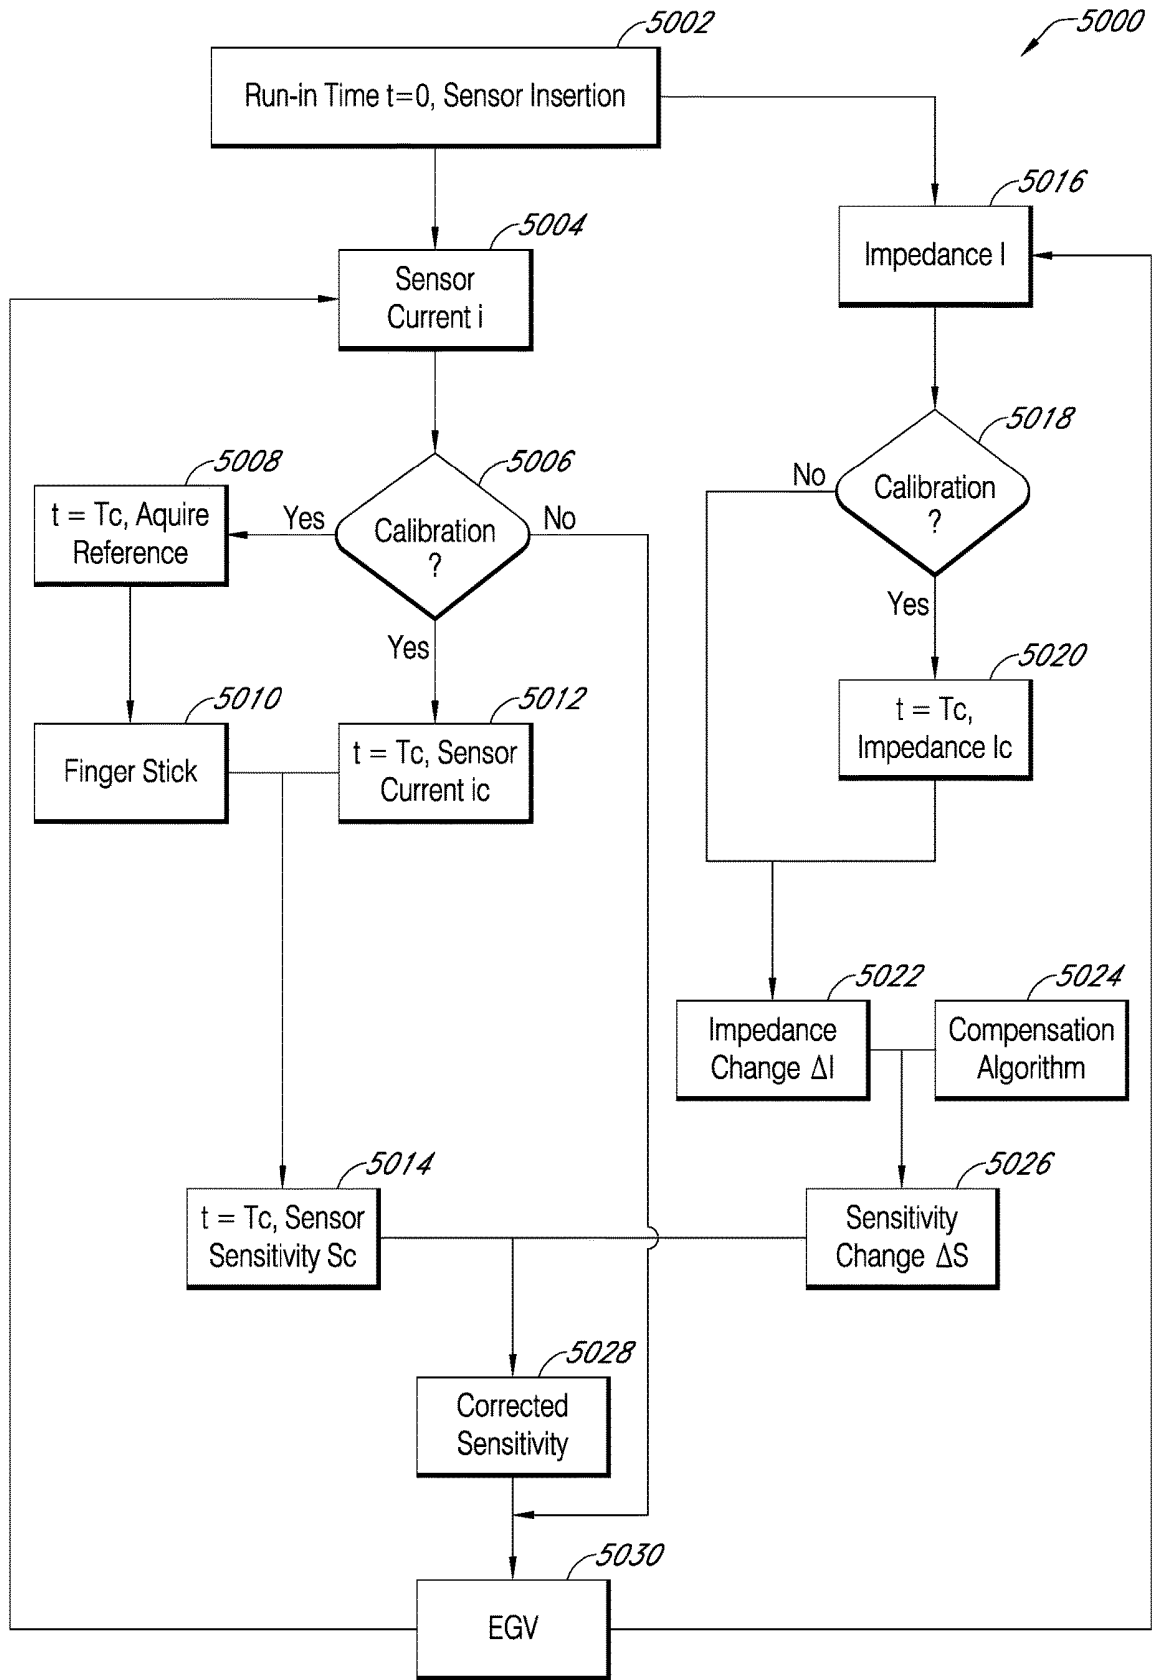 5002
5000
Run-in Time t=0, Sensor Insertion
5016
Impedance I
5004
Sensor
Current i
5018
Calibration
?
No
Yes
5008
t = Tc, Aquire
Reference
5006
Calibration
?
Yes
No
Yes
5020
t = Tc,
Impedance Ic
5010
Finger Stick
5012
t = Tc, Sensor
Current ic
5022
Impedance
Change ΔI
5024
Compensation
Algorithm
5014
t = Tc, Sensor
Sensitivity Sc
5026
Sensitivity
Change ΔS
5028
Corrected
Sensitivity
5030
EGV